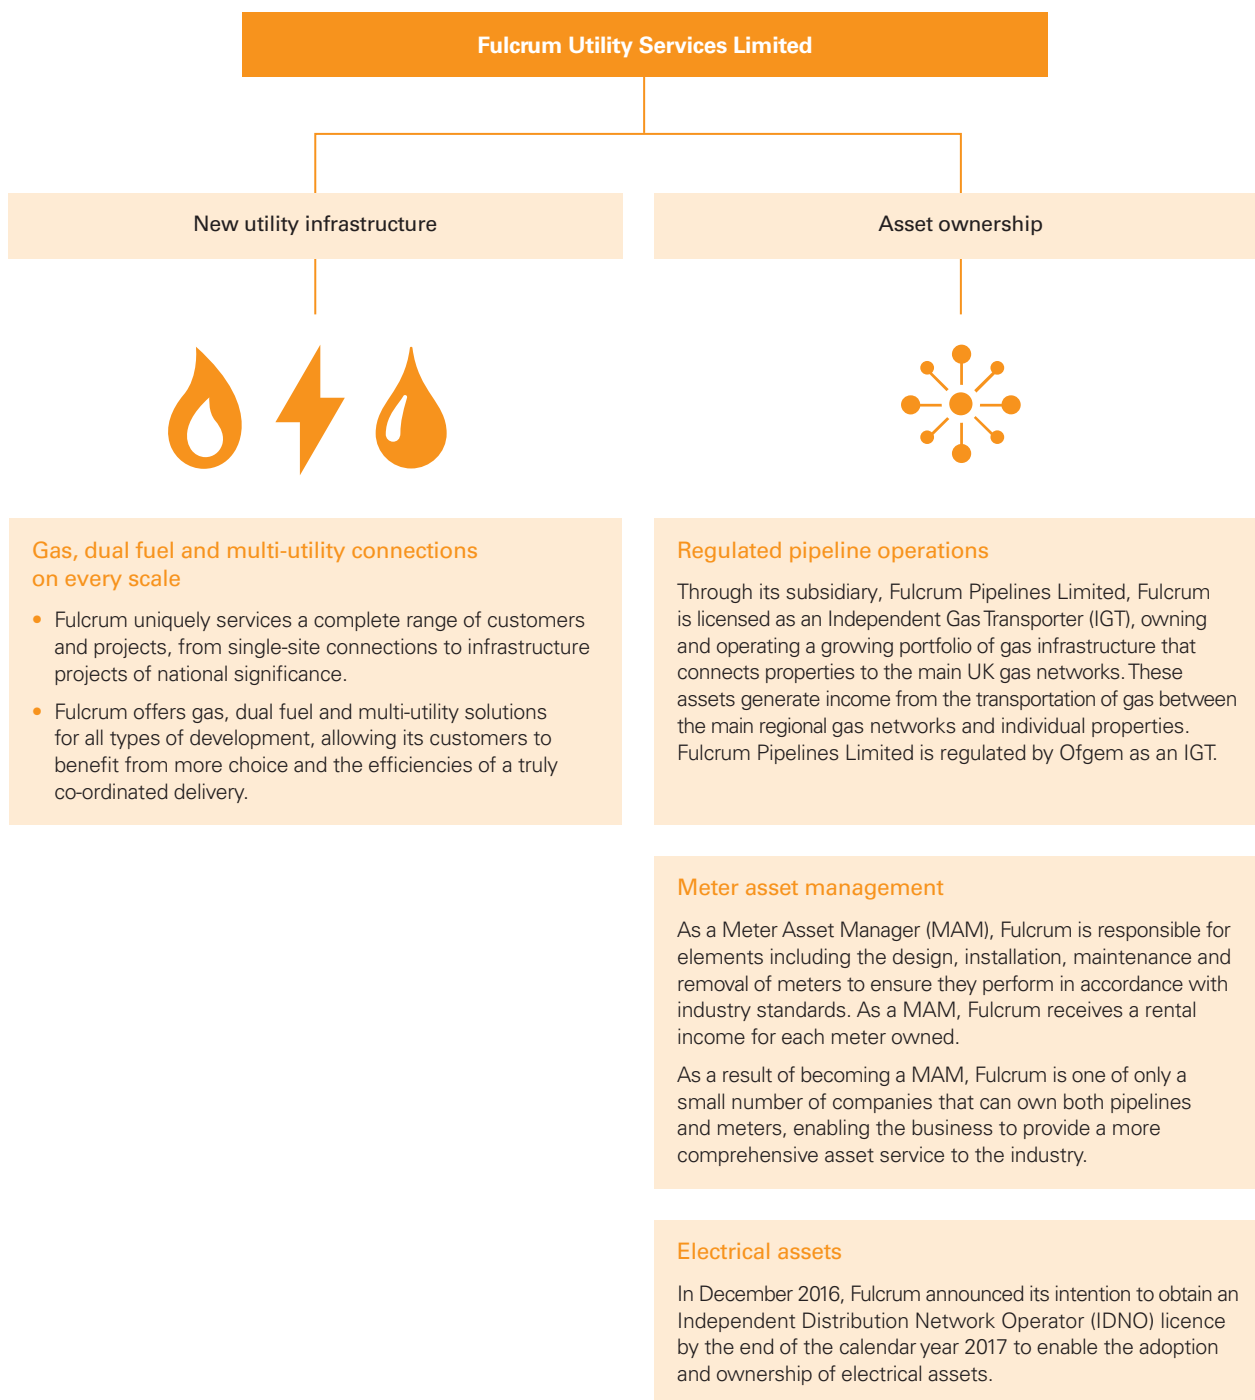 Fulcrum Utility Services Limited
New utility infrastructure
Asset ownership
Gas, dual fuel and multi-utility connections
on every scale
• Fulcrum uniquely services a complete range of customers
and projects, from single-site connections to infrastructure
projects of national significance.
• Fulcrum offers gas, dual fuel and multi-utility solutions
for all types of development, allowing its customers to
benefit from more choice and the efficiencies of a truly
co-ordinated delivery.
Regulated pipeline operations
Through its subsidiary, Fulcrum Pipelines Limited, Fulcrum
is licensed as an Independent Gas Transporter (IGT), owning
and operating a growing portfolio of gas infrastructure that
connects properties to the main UK gas networks. These
assets generate income from the transportation of gas between
the main regional gas networks and individual properties.
Fulcrum Pipelines Limited is regulated by Ofgem as an IGT.
Meter asset management
As a Meter Asset Manager (MAM), Fulcrum is responsible for
elements including the design, installation, maintenance and
removal of meters to ensure they perform in accordance with
industry standards. As a MAM, Fulcrum receives a rental
income for each meter owned.
As a result of becoming a MAM, Fulcrum is one of only a
small number of companies that can own both pipelines
and meters, enabling the business to provide a more
comprehensive asset service to the industry.
Electrical assets
In December 2016, Fulcrum announced its intention to obtain an
Independent Distribution Network Operator (IDNO) licence
by the end of the calendar year 2017 to enable the adoption
and ownership of electrical assets.